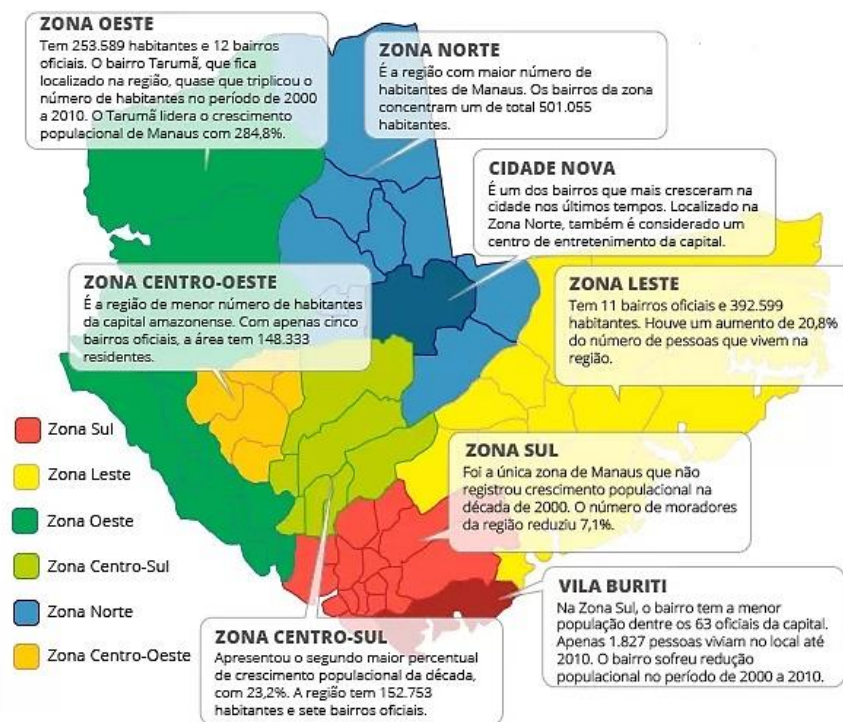 ZONA OESTE
Tem 253.589 habitantes e 12 bairros
oficiais. O bairro Tarumã, que fica
localizado na região, quase que triplicou o
número de habitantes no período de 2000
a 2010. O Tarumã lidera o crescimento
populacional de Manaus com 284,8%.
ZONA NORTE
É a região com maior número de
habitantes de Manaus. Os bairros da zona
concentram um de total 501.055
habitantes.
CIDADE NOVA
É um dos bairros que mais cresceram na
cidade nos últimos tempos. Localizado na
Zona Norte, também é considerado um
centro de entretenimento da capital.
ZONA CENTRO-OESTE
É a região de menor número de habitantes
da capital amazonense. Com apenas cinco
bairros oficiais, a área tem 148.333
residentes.
ZONA LESTE
Tem 11 bairros oficiais e 392.599
habitantes. Houve um aumento de 20,8%
do número de pessoas que vivem na
região.
Zona Sul
Zona Leste
Zona Oeste
Zona Centro-Sul
Zona Norte
Zona Centro-Oeste
ZONA SUL
Foi a única zona de Manaus que não
registrou crescimento populacional na
década de 2000. O número de moradores
da região reduziu 7,1%.
VILA BURITI
Na Zona Sul, o bairro tem a menor
população dentre os 63 oficiais da capital.
Apenas 1.827 pessoas viviam no local até
2010. O bairro sofreu redução
populacional no período de 2000 a 2010.
ZONA CENTRO-SUL
Apresentou o segundo maior percentual
de crescimento populacional da década,
com 23,2%. A região tem 152.753
habitantes e sete bairros oficiais.